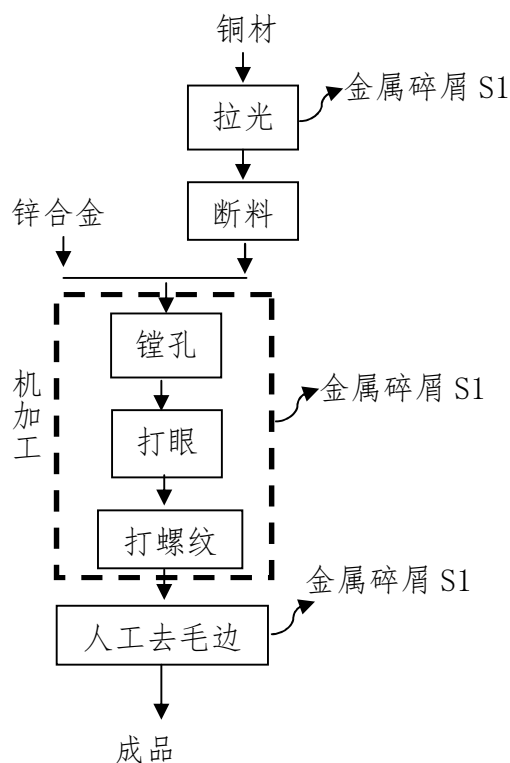 铜材
拉光
金属碎屑 S1
断料
锌合金
镗孔
机加工
金属碎屑 S1
打眼
打螺纹
金属碎屑 S1
人工去毛边
成品